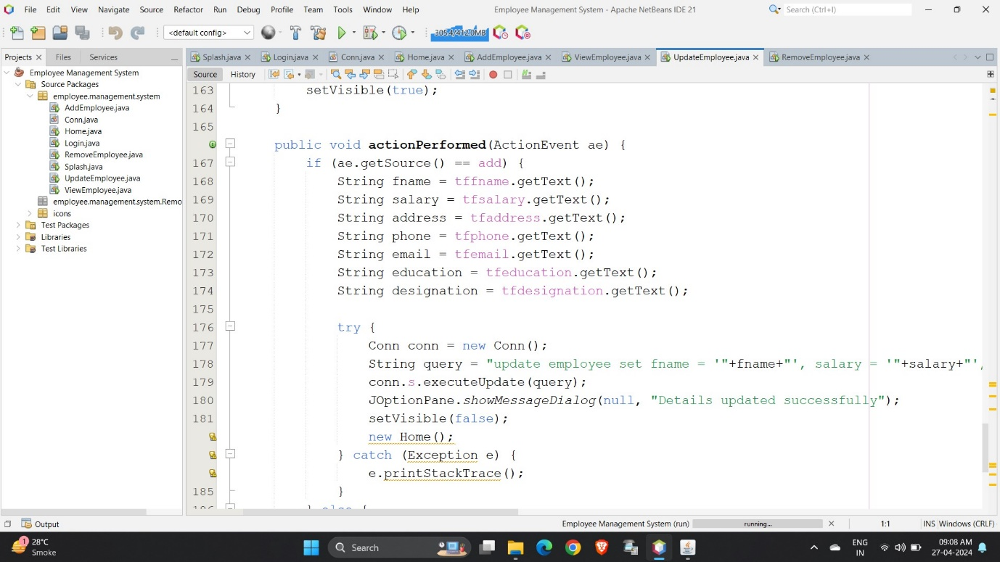 File Edit View Navigate Source Refactor Run Debug Profile Team Tools Window Help
Employee Management System - Apache NetBeans IDE 21
Search (Ctrl+I)
<default config>
305.4/412.0MB
Projects Files Services
Splash.java Login.java Conn.java Home.java AddEmployee.java ViewEmployee.java UpdateEmployee.java RemoveEmployee.java
Employee Management System
Source Packages
employee.management.system
AddEmployee.java
Conn.java
Home.java
Login.java
RemoveEmployee.java
Splash.java
UpdateEmployee.java
ViewEmployee.java
employee.management.system.Remo
icons
Test Packages
Libraries
Test Libraries
Source History
163 setVisible(true);
164 }
165
public void actionPerformed(ActionEvent ae) {
167 if (ae.getSource() == add) {
168 String fname = tffname.getText();
169 String salary = tfsalary.getText();
170 String address = tfaddress.getText();
171 String phone = tfphone.getText();
172 String email = tfemail.getText();
173 String education = tfeducation.getText();
174 String designation = tfdesignation.getText();
175
176 try {
177 Conn conn = new Conn();
178 String query = "update employee set fname = '"+fname+"', salary = '"+salary+"',
179 conn.s.executeUpdate(query);
180 JOptionPane.showMessageDialog(null, "Details updated successfully");
181 setVisible(false);
new Home();
} catch (Exception e) {
e.printStackTrace();
185 }
186 } else {
Output
Employee Management System (run) running... 1:1 INS Windows (CRLF)
1
28°C
Smoke
Search
ENG
IN
09:08 AM
27-04-2024